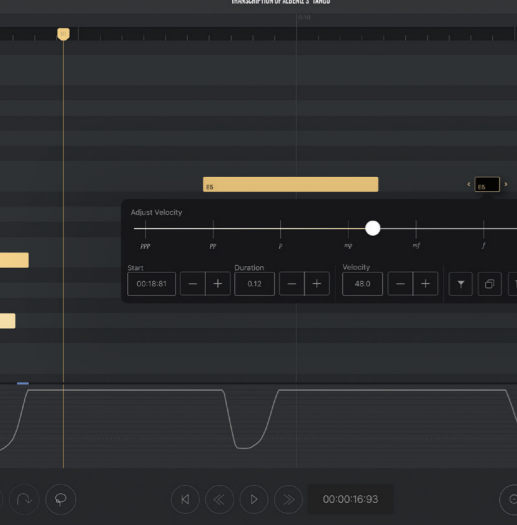 TRANSCRIPTION OF ALBENIZ'S 'TANGO'
E5
E5
Adjust Velocity
ppp
pp
p
mp
mf
f
Start
Duration
Velocity
00:18:81
0.12
48.0
00:00:16:93